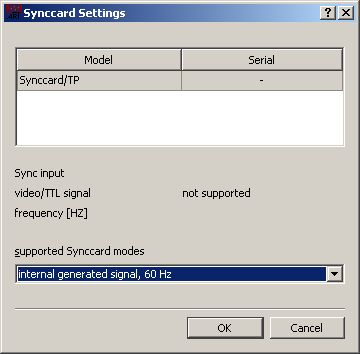 Synccard Settings
Model Serial
Synccard/TP -
Sync input
video/TTL signal not supported
frequency [HZ]
supported Synccard modes
internal generated signal, 60 Hz
OK Cancel